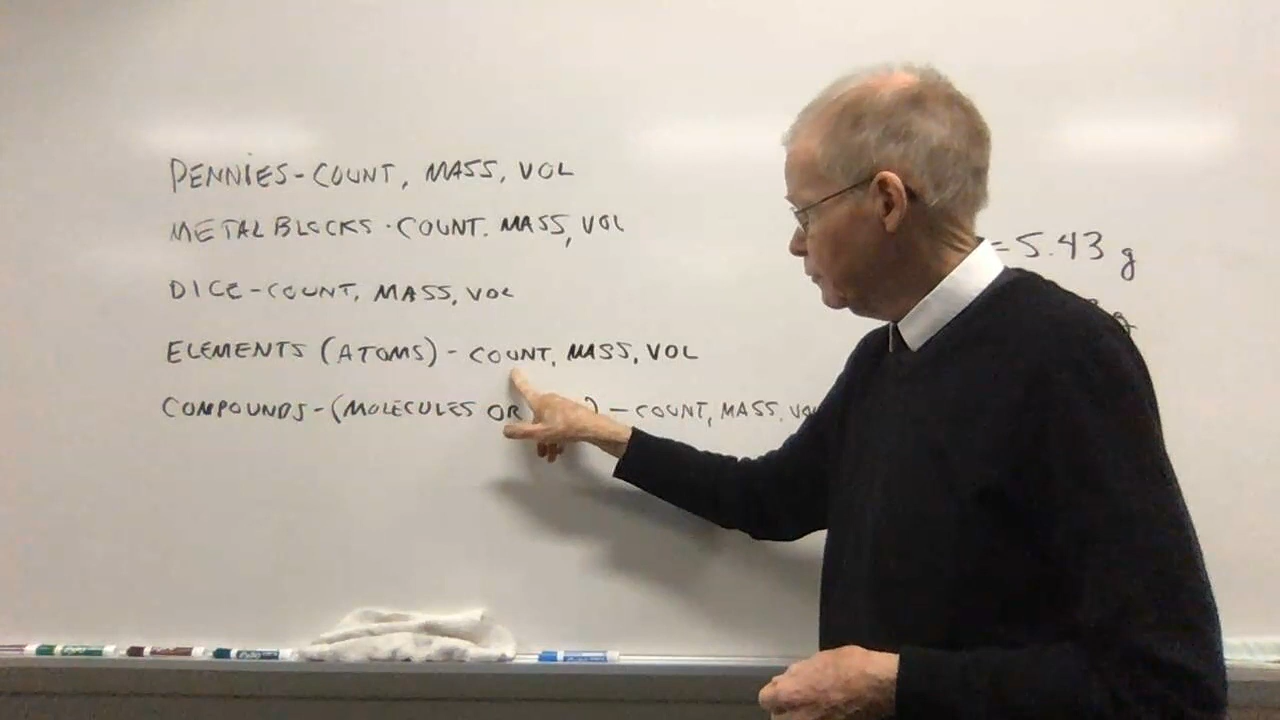 PENNIES - COUNT, MASS, VOL
METAL BLOCKS - COUNT. MASS, VOL
DICE - COUNT, MASS, VOL
ELEMENTS (ATOMS) - COUNT, MASS, VOL
COMPOUNDS - (MOLECULES OR ) - COUNT, MASS, VOL
= 5.43 g
g